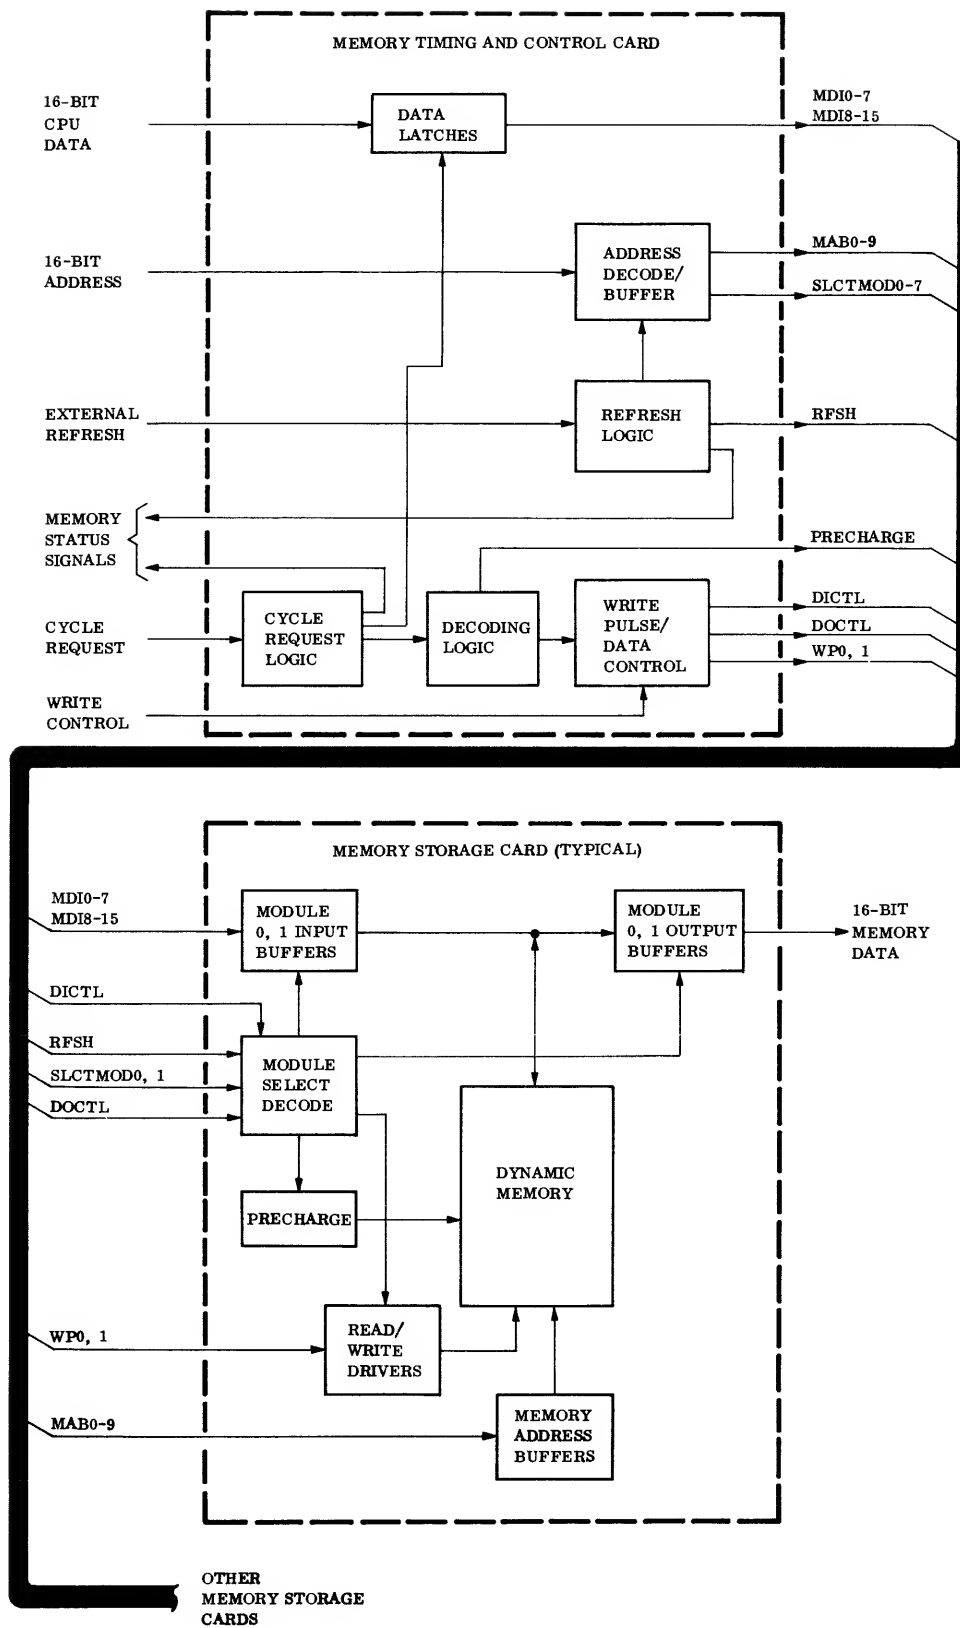 MEMORY TIMING AND CONTROL CARD
16-BIT
CPU
DATA
DATA
LATCHES
MDI0-7
MDI8-15
16-BIT
ADDRESS
ADDRESS
DECODE/
BUFFER
MAB0-9
SLCTMOD0-7
EXTERNAL
REFRESH
REFRESH
LOGIC
RFSH
MEMORY
STATUS
SIGNALS
PRECHARGE
CYCLE
REQUEST
CYCLE
REQUEST
LOGIC
DECODING
LOGIC
WRITE
PULSE/
DATA
CONTROL
DICTL
DOCTL
WP0, 1
WRITE
CONTROL
MEMORY STORAGE CARD (TYPICAL)
MDI0-7
MDI8-15
MODULE
0, 1 INPUT
BUFFERS
MODULE
0, 1 OUTPUT
BUFFERS
16-BIT
MEMORY
DATA
DICTL
RFSH
SLCTMOD0, 1
DOCTL
MODULE
SELECT
DECODE
DYNAMIC
MEMORY
PRECHARGE
WP0, 1
READ/
WRITE
DRIVERS
MAB0-9
MEMORY
ADDRESS
BUFFERS
OTHER
MEMORY STORAGE
CARDS